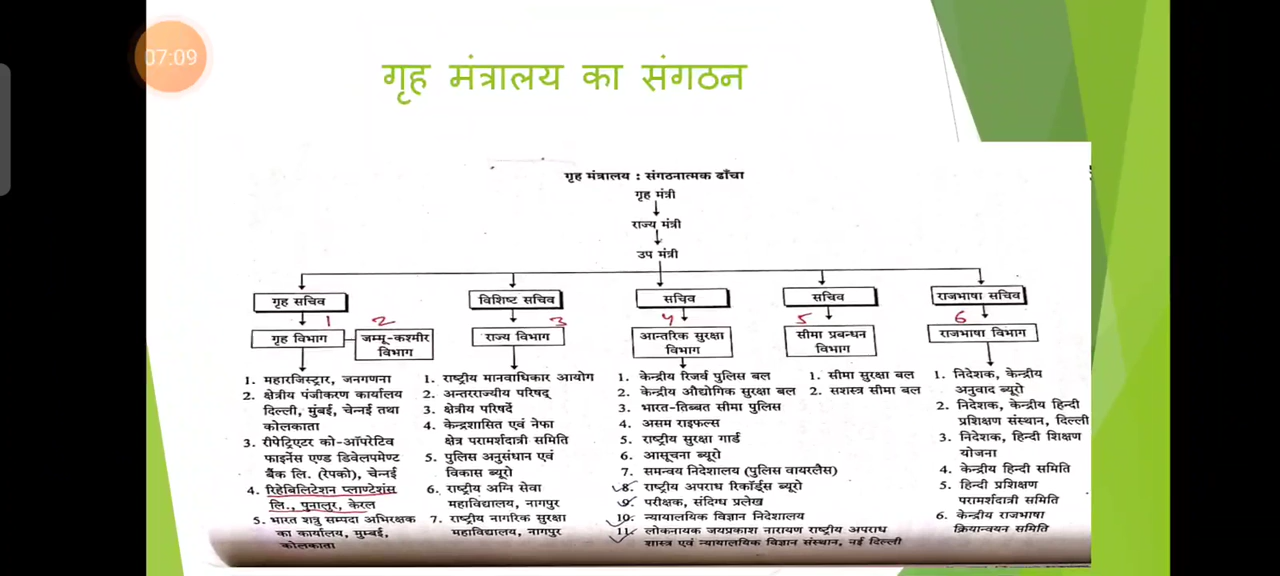 07:09
गृह मंत्रालय का संगठन
गृह मंत्रालय : संगठनात्मक ढाँचा
गृह मंत्री
राज्य मंत्री
उप मंत्री
गृह सचिव
1
गृह विभाग
2
जम्मू-कश्मीर
विभाग
1. महारजिस्ट्रार, जनगणना
2. क्षेत्रीय पंजीकरण कार्यालय
दिल्ली, मुंबई, चेन्नई तथा
कोलकाता
3. रीपेट्रिएटर को-ऑपरेटिव
फाइनेंस एण्ड डिवेलपमेण्ट
बैंक लि. (रेपको), चेन्नई
4. रिहेबिलिटेशन प्लाण्टेशंस
लि., पुनालुर, केरल
5. भारत शत्रु सम्पदा अभिरक्षक
का कार्यालय, मुम्बई,
कोलकाता
विशिष्ट सचिव
3
राज्य विभाग
1. राष्ट्रीय मानवाधिकार आयोग
2. अन्तरराज्यीय परिषद्
3. क्षेत्रीय परिषदें
4. केन्द्रशासित एवं नेफा
क्षेत्र परामर्शदात्री समिति
5. पुलिस अनुसंधान एवं
विकास ब्यूरो
6. राष्ट्रीय अग्नि सेवा
महाविद्यालय, नागपुर
7. राष्ट्रीय नागरिक सुरक्षा
महाविद्यालय, नागपुर
सचिव
4
आन्तरिक सुरक्षा
विभाग
1. केन्द्रीय रिजर्व पुलिस बल
2. केन्द्रीय औद्योगिक सुरक्षा बल
3. भारत-तिब्बत सीमा पुलिस
4. असम राइफल्स
5. राष्ट्रीय सुरक्षा गार्ड
6. आसूचना ब्यूरो
7. समन्वय निदेशालय (पुलिस वायरलैस)
8. राष्ट्रीय अपराध रिकॉर्ड्स ब्यूरो
9. परीक्षक, संदिग्ध प्रलेख
10. न्यायालयिक विज्ञान निदेशालय
11. लोकनायक जयप्रकाश नारायण राष्ट्रीय अपराध
शास्त्र एवं न्यायालयिक विज्ञान संस्थान, नई दिल्ली
सचिव
5
सीमा प्रबन्धन
विभाग
1. सीमा सुरक्षा बल
2. सशस्त्र सीमा बल
राजभाषा सचिव
6
राजभाषा विभाग
1. निदेशक, केन्द्रीय
अनुवाद ब्यूरो
2. निदेशक, केन्द्रीय हिन्दी
प्रशिक्षण संस्थान, दिल्ली
3. निदेशक, हिन्दी शिक्षण
योजना
4. केन्द्रीय हिन्दी समिति
5. हिन्दी प्रशिक्षण
परामर्शदात्री समिति
6. केन्द्रीय राजभाषा
क्रियान्वयन समिति